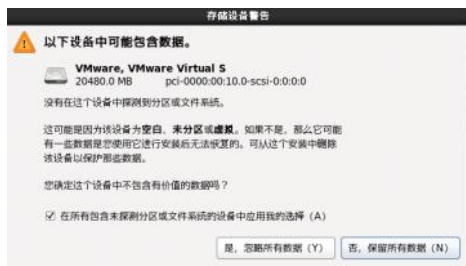 存储设备警告
以下设备中可能包含数据。
VMware, VMware Virtual S
20480.0 MB pci-0000:00:10.0-scsi-0:0:0:0
没有在这个设备中探测到分区或文件系统。
这可能是因为该设备为空白、未分区或虚拟。如果不是，那么它可能
有一些数据是您使用它进行安装后无法恢复的。可从这个安装中删除
该设备以保护那些数据。
您确定这个设备中不包含有价值的数据吗？
在所有包含未探测分区或文件系统的设备中应用我的选择（A）
是，忽略所有数据（Y）
否，保留所有数据（N）